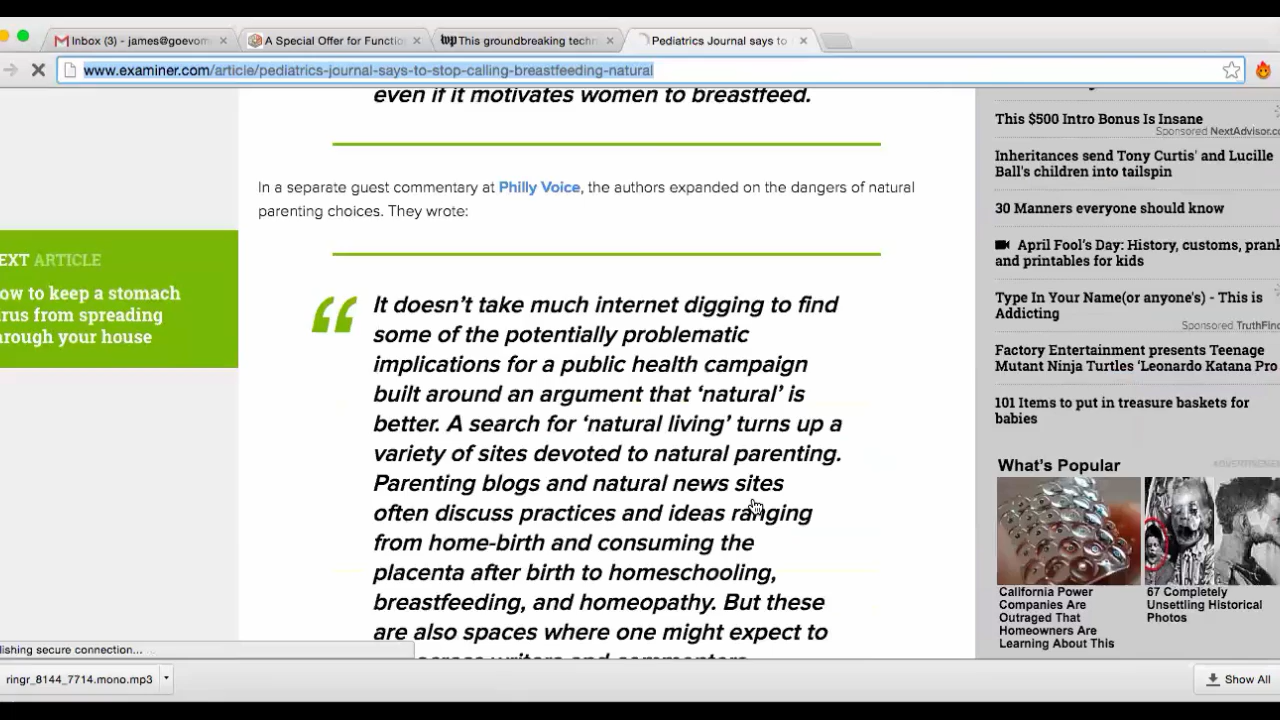 Inbox (3) - james@goevom
A Special Offer for Functio
This groundbreaking techn
Pediatrics Journal says to
www.examiner.com/article/pediatrics-journal-says-to-stop-calling-breastfeeding-natural
even if it motivates women to breastfeed.
In a separate guest commentary at Philly Voice, the authors expanded on the dangers of natural
parenting choices. They wrote:
EXT ARTICLE
ow to keep a stomach
rus from spreading
rough your house
“ It doesn’t take much internet digging to find
some of the potentially problematic
implications for a public health campaign
built around an argument that ‘natural’ is
better. A search for ‘natural living’ turns up a
variety of sites devoted to natural parenting.
Parenting blogs and natural news sites
often discuss practices and ideas ranging
from home-birth and consuming the
placenta after birth to homeschooling,
breastfeeding, and homeopathy. But these
are also spaces where one might expect to
across writers and commenters
This $500 Intro Bonus Is Insane
Sponsored NextAdvisor.co
Inheritances send Tony Curtis' and Lucille
Ball's children into tailspin
30 Manners everyone should know
April Fool's Day: History, customs, prank
and printables for kids
Type In Your Name(or anyone's) - This is
Addicting
Sponsored TruthFind
Factory Entertainment presents Teenage
Mutant Ninja Turtles ‘Leonardo Katana Pro
101 Items to put in treasure baskets for
babies
What's Popular
California Power
Companies Are
Outraged That
Homeowners Are
Learning About This
67 Completely
Unsettling Historical
Photos
lishing secure connection...
ringr_8144_7714.mono.mp3
Show All